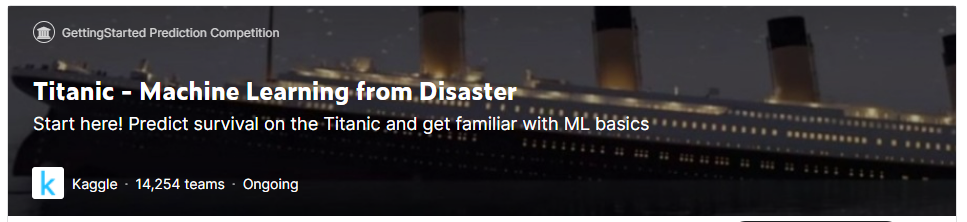 GettingStarted Prediction Competition
Titanic - Machine Learning from Disaster
Start here! Predict survival on the Titanic and get familiar with ML basics
k Kaggle · 14,254 teams · Ongoing